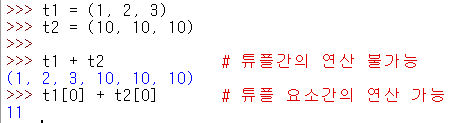 >>> t1 = (1, 2, 3)
>>> t2 = (10, 10, 10)
>>>
>>> t1 + t2 # 튜플간의 연산 불가능
(1, 2, 3, 10, 10, 10)
>>> t1[0] + t2[0] # 튜플 요소간의 연산 가능
11